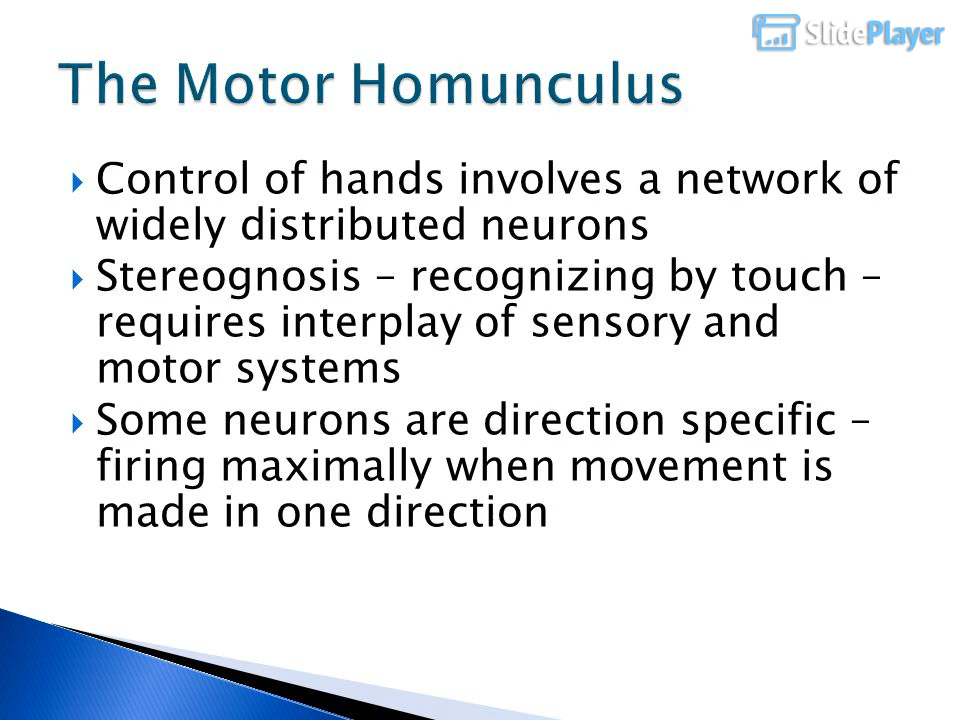 SlidePlayer
The Motor Homunculus
Control of hands involves a network of
widely distributed neurons
Stereognosis – recognizing by touch –
requires interplay of sensory and
motor systems
Some neurons are direction specific –
firing maximally when movement is
made in one direction